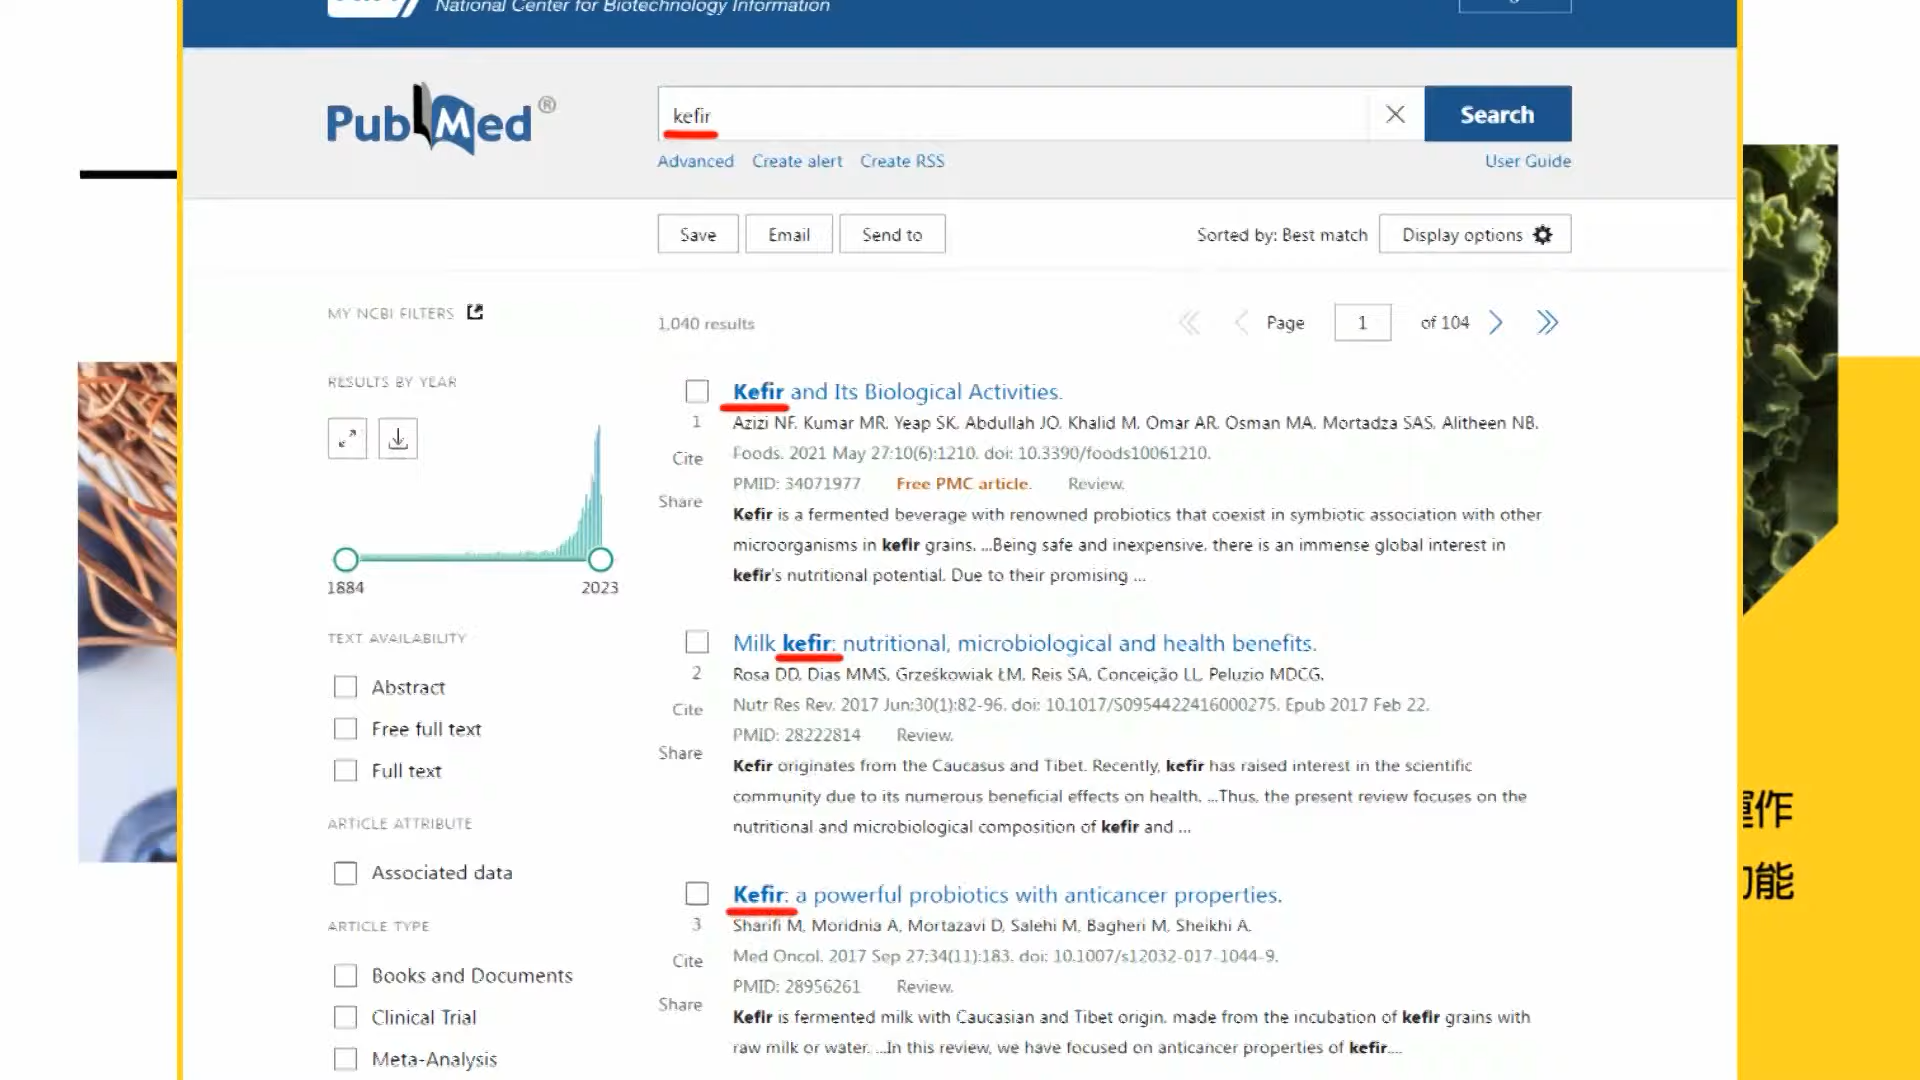 National Center for Biotechnology Information
PubMed®
kefir
Search
Advanced Create alert Create RSS
User Guide
Save Email Send to
Sorted by: Best match
Display options
MY NCBI FILTERS
1,040 results
Page 1 of 104
RESULTS BY YEAR
1884 2023
TEXT AVAILABILITY
Abstract
Free full text
Full text
ARTICLE ATTRIBUTE
Associated data
ARTICLE TYPE
Books and Documents
Clinical Trial
Meta-Analysis
Kefir and Its Biological Activities.
1
Cite
Share
Azizi NF, Kumar MR, Yeap SK, Abdullah JO, Khalid M, Omar AR, Osman MA, Mortadza SAS, Alitheen NB.
Foods. 2021 May 27;10(6):1210. doi: 10.3390/foods10061210.
PMID: 34071977 Free PMC article. Review.
Kefir is a fermented beverage with renowned probiotics that coexist in symbiotic association with other
microorganisms in kefir grains. ...Being safe and inexpensive, there is an immense global interest in
kefir's nutritional potential. Due to their promising ...
Milk kefir: nutritional, microbiological and health benefits.
2
Cite
Share
Rosa DD, Dias MMS, Grześkowiak ŁM, Reis SA, Conceição LL, Peluzio MDCG.
Nutr Res Rev. 2017 Jun;30(1):82-96. doi: 10.1017/S0954422416000275. Epub 2017 Feb 22.
PMID: 28222814 Review.
Kefir originates from the Caucasus and Tibet. Recently, kefir has raised interest in the scientific
community due to its numerous beneficial effects on health. ...Thus, the present review focuses on the
nutritional and microbiological composition of kefir and ...
Kefir: a powerful probiotics with anticancer properties.
3
Cite
Share
Sharifi M, Moridnia A, Mortazavi D, Salehi M, Bagheri M, Sheikhi A.
Med Oncol. 2017 Sep 27;34(11):183. doi: 10.1007/s12032-017-1044-9.
PMID: 28956261 Review.
Kefir is fermented milk with Caucasian and Tibet origin, made from the incubation of kefir grains with
raw milk or water. ...In this review, we have focused on anticancer properties of kefir....
作
能